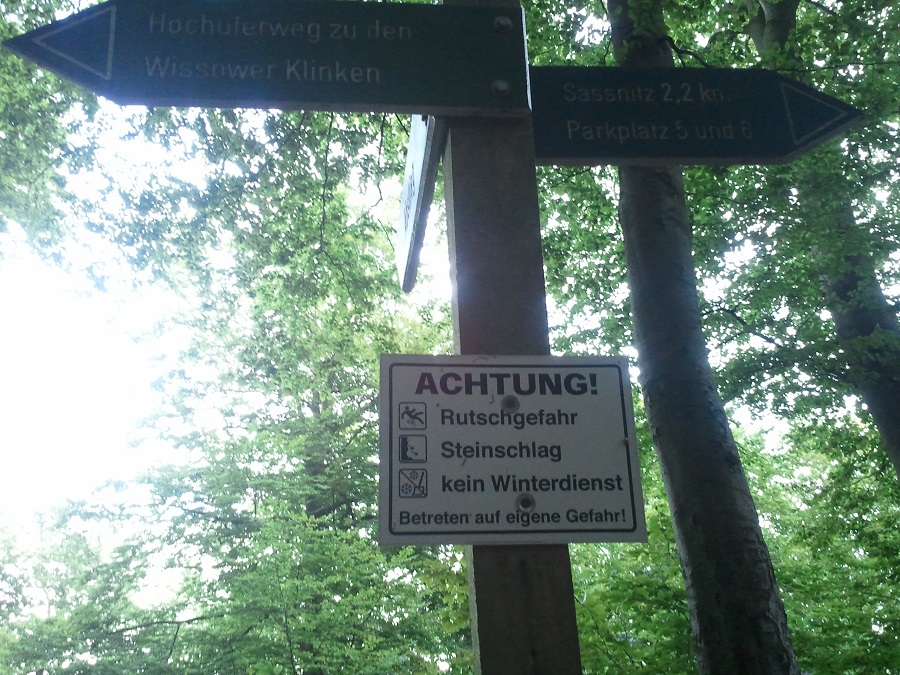 Hochuferweg zu den
Wissower Klinken
Sassnitz 2,2 km
Parkplatz 5 und 6
ACHTUNG!
Rutschgefahr
Steinschlag
kein Winterdienst
Betreten auf eigene Gefahr!